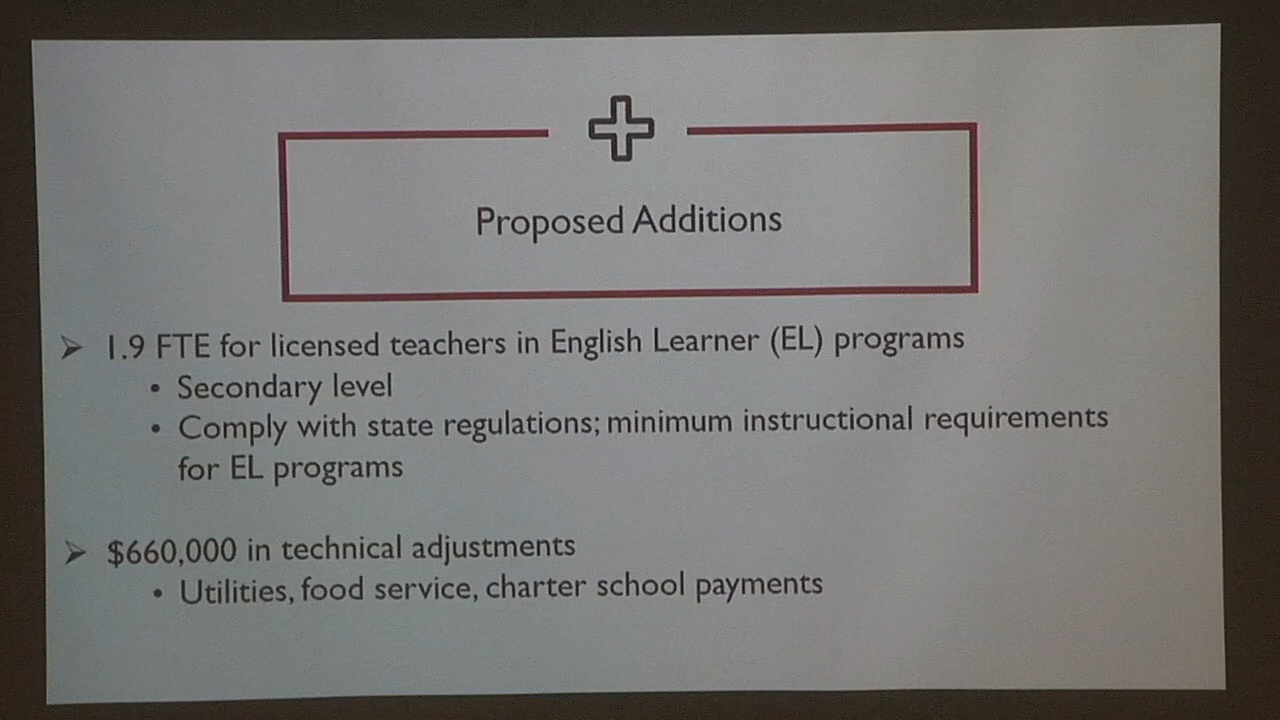 Proposed Additions
➢ 1.9 FTE for licensed teachers in English Learner (EL) programs
• Secondary level
• Comply with state regulations; minimum instructional requirements
for EL programs
➢ $660,000 in technical adjustments
• Utilities, food service, charter school payments